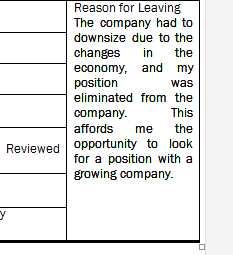 Reason for Leaving
The company had to
downsize due to the
changes in the
economy, and my
position was
eliminated from the
company. This
affords me the
opportunity to look
for a position with a
growing company.
Reviewed
y